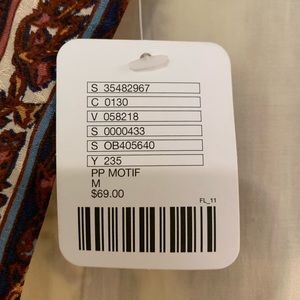 S 35482967
C 0130
V 058218
S 0000433
S OB405640
Y 235
PP MOTIF
M
$69.00
FL_11